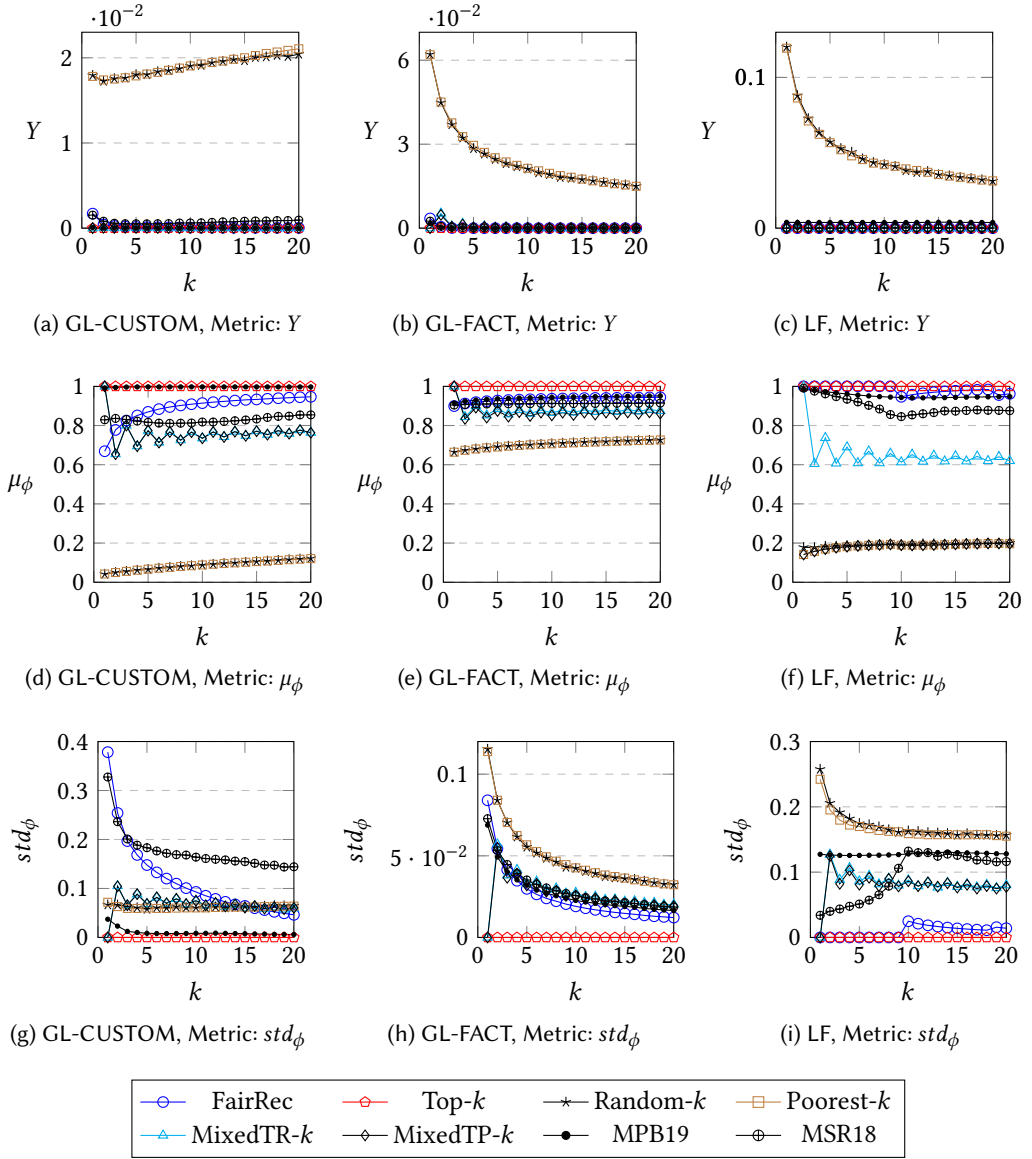 ·10⁻²
Y
2
1
0
0 5 10 15 20
k
(a) GL-CUSTOM, Metric: Y
·10⁻²
Y
6
3
0
0 5 10 15 20
k
(b) GL-FACT, Metric: Y
Y
0.1
0
0 5 10 15 20
k
(c) LF, Metric: Y
μ_ϕ
1
0.8
0.6
0.4
0.2
0
0 5 10 15 20
k
(d) GL-CUSTOM, Metric: μ_ϕ
μ_ϕ
1
0.8
0.6
0.4
0.2
0
0 5 10 15 20
k
(e) GL-FACT, Metric: μ_ϕ
μ_ϕ
1
0.8
0.6
0.4
0.2
0
0 5 10 15 20
k
(f) LF, Metric: μ_ϕ
std_ϕ
0.4
0.3
0.2
0.1
0
0 5 10 15 20
k
(g) GL-CUSTOM, Metric: std_ϕ
std_ϕ
0.1
5 · 10⁻²
0
0 5 10 15 20
k
(h) GL-FACT, Metric: std_ϕ
std_ϕ
0.3
0.2
0.1
0
0 5 10 15 20
k
(i) LF, Metric: std_ϕ
FairRec Top-k Random-k Poorest-k
MixedTR-k MixedTP-k MPB19 MSR18